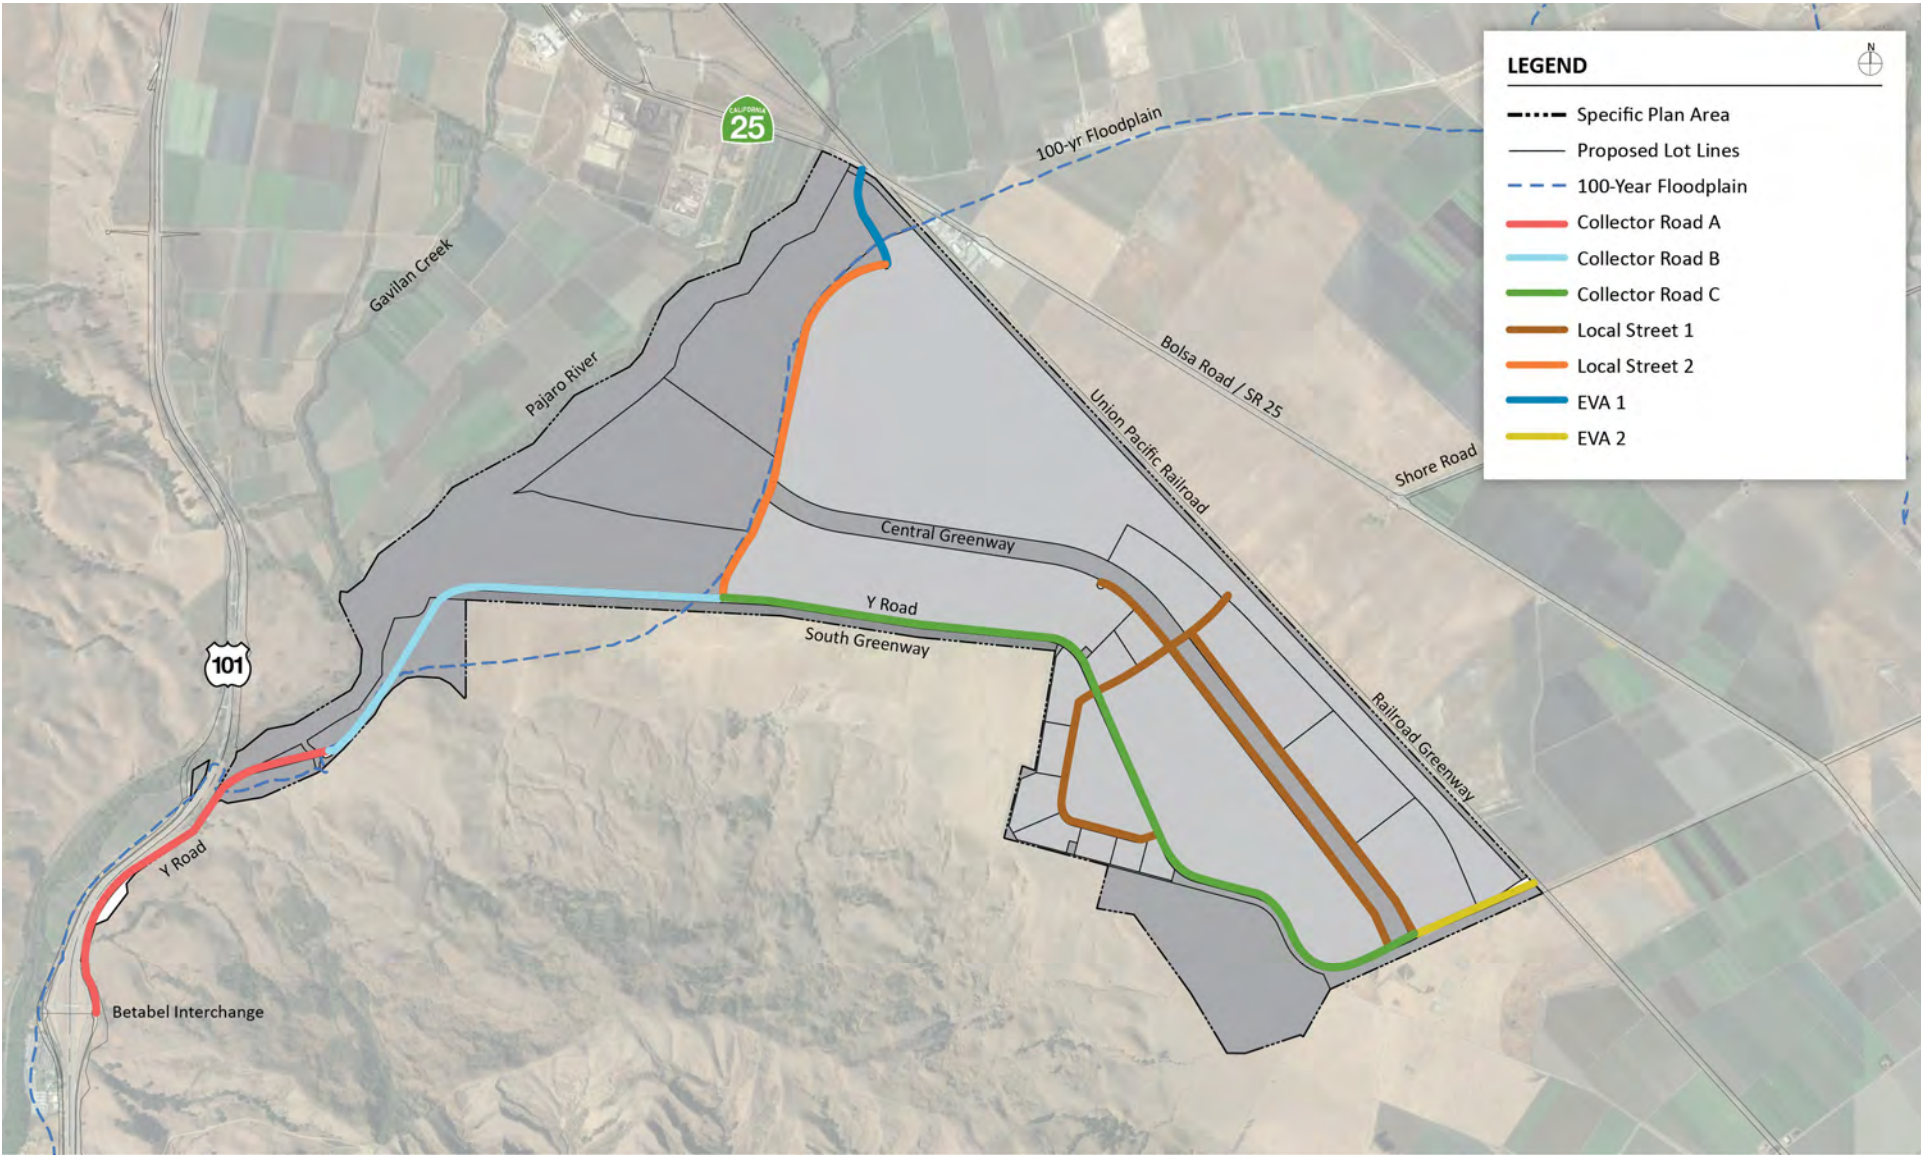 CALIFORNIA
25
100-yr Floodplain
Gavilan Creek
Pajaro River
Bolsa Road / SR 25
Union Pacific Railroad
Shore Road
Central Greenway
Y Road
South Greenway
101
Railroad Greenway
Y Road
Betabel Interchange
LEGEND
N
Specific Plan Area
Proposed Lot Lines
100-Year Floodplain
Collector Road A
Collector Road B
Collector Road C
Local Street 1
Local Street 2
EVA 1
EVA 2